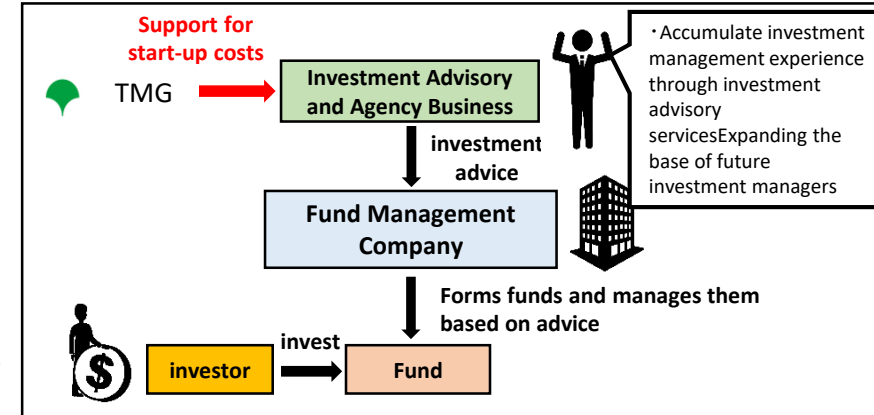 Support for
start-up costs
TMG
Investment Advisory
and Agency Business
・Accumulate investment
management experience
through investment
advisory
servicesExpanding the
base of future
investment managers
investment
advice
Fund Management
Company
Forms funds and manages them
based on advice
$
investor
invest
Fund